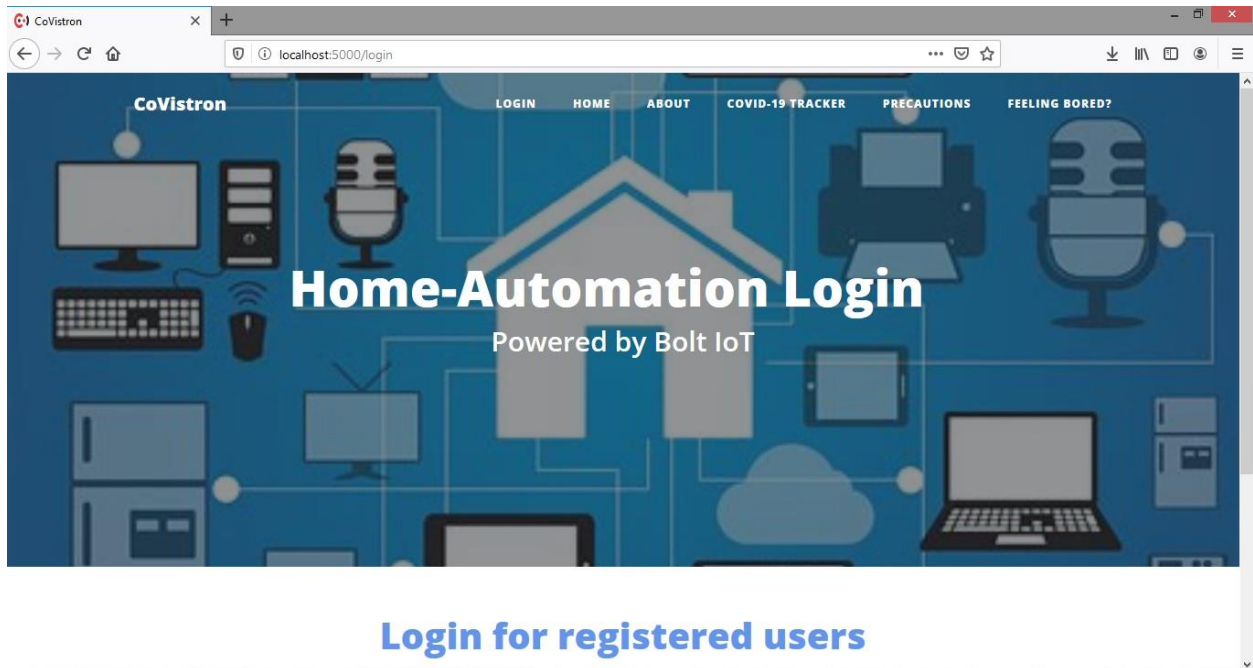 CoVistron
localhost:5000/login
CoVistron
LOGIN HOME ABOUT COVID-19 TRACKER PRECAUTIONS FEELING BORED?
Home-Automation Login
Powered by Bolt IoT
Login for registered users